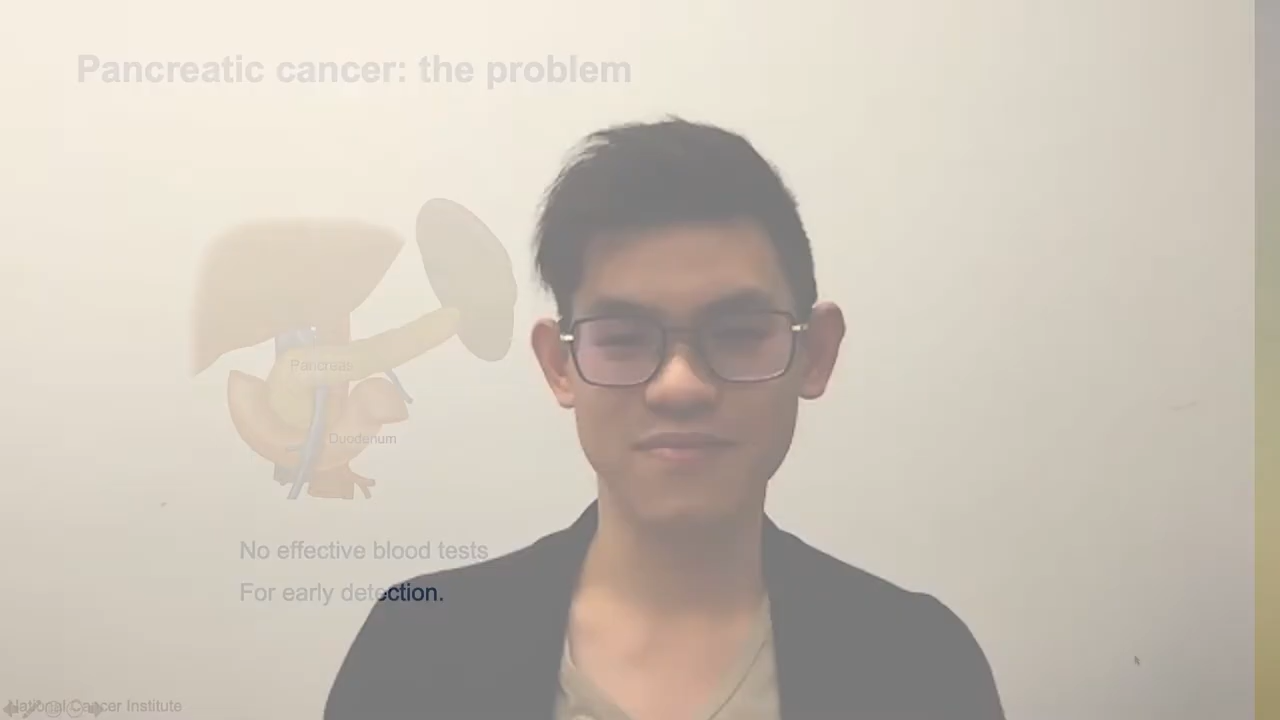 Pancreatic cancer: the problem
Pancreas
Duodenum
No effective blood tests
For early detection.
National Cancer Institute